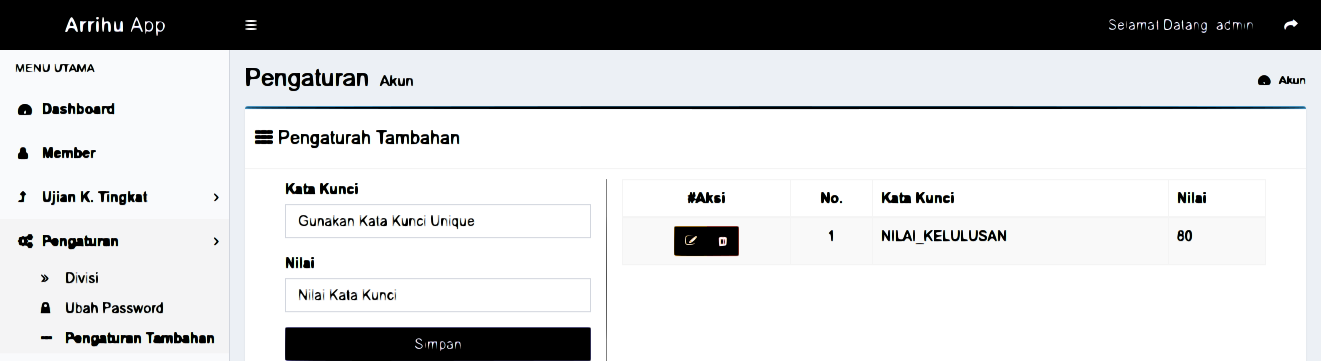 Arrihu App
Selamat Datang admin
MENU UTAMA
Dashboard
Member
Ujian K. Tingkat
Pengaturan
Divisi
Ubah Password
Pengaturan Tambahan
Pengaturan Akun
Akun
Pengaturah Tambahan
Kata Kunci
Gunakan Kata Kunci Unique
Nilai
Nilai Kata Kunci
Simpan
#Aksi No. Kata Kunci Nilai
1 NILAI_KELULUSAN 80